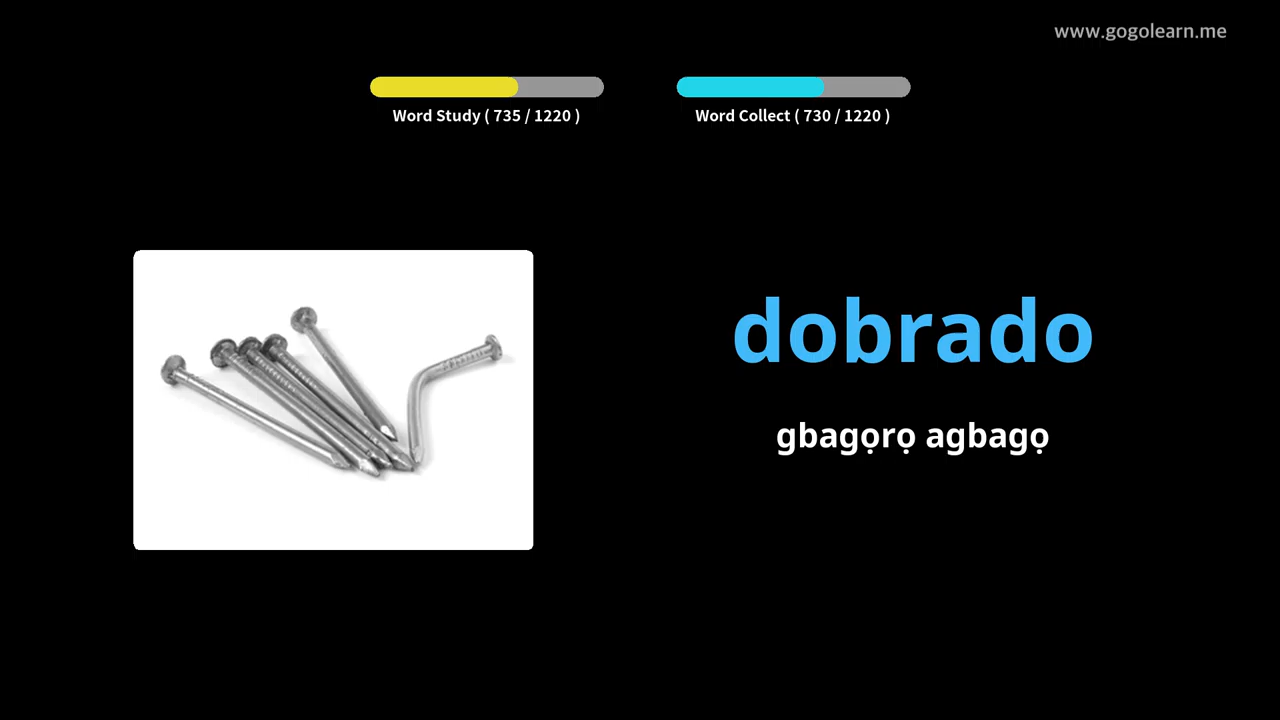 www.gogolearn.me
Word Study ( 735 / 1220 )
Word Collect ( 730 / 1220 )
dobrado
gbagọrọ agbagọ